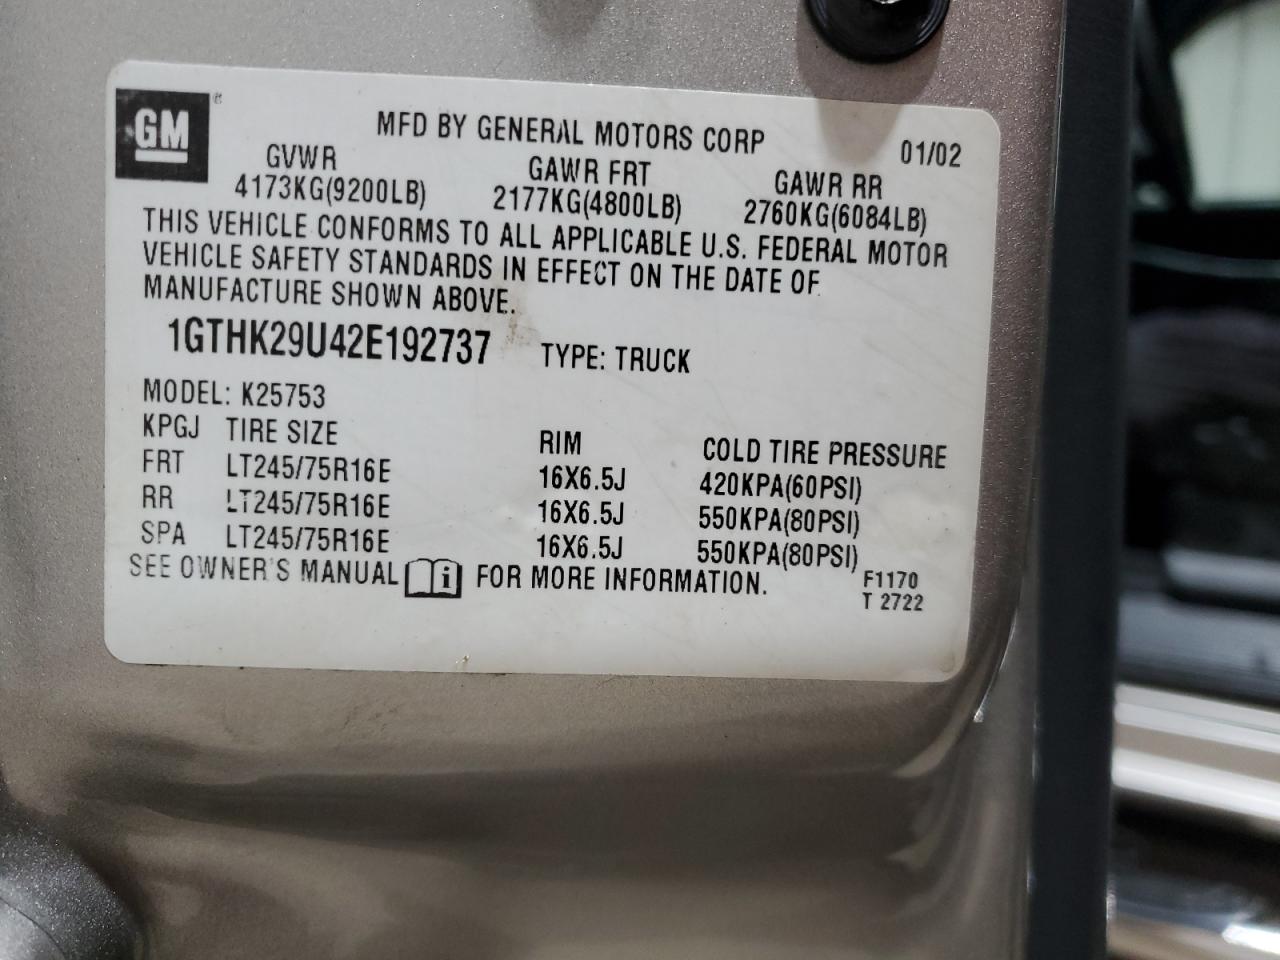 GM®
MFD BY GENERAL MOTORS CORP 01/02
GVWR GAWR FRT GAWR RR
4173KG(9200LB) 2177KG(4800LB) 2760KG(6084LB)
THIS VEHICLE CONFORMS TO ALL APPLICABLE U.S. FEDERAL MOTOR
VEHICLE SAFETY STANDARDS IN EFFECT ON THE DATE OF
MANUFACTURE SHOWN ABOVE.
1GTHK29U42E192737 TYPE: TRUCK
MODEL: K25753
KPGJ TIRE SIZE RIM COLD TIRE PRESSURE
FRT LT245/75R16E 16X6.5J 420KPA(60PSI)
RR LT245/75R16E 16X6.5J 550KPA(80PSI)
SPA LT245/75R16E 16X6.5J 550KPA(80PSI)
SEE OWNER'S MANUAL i FOR MORE INFORMATION. F1170
T 2722